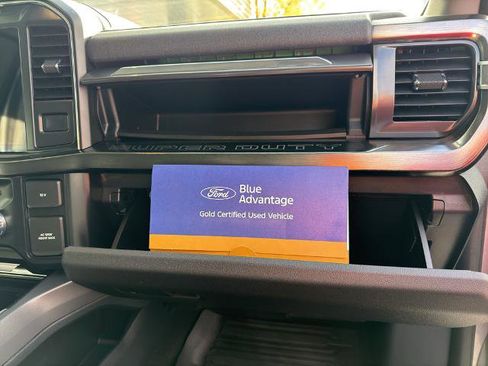 SUPER DUTY
Ford
Blue
Advantage
Gold Certified Used Vehicle